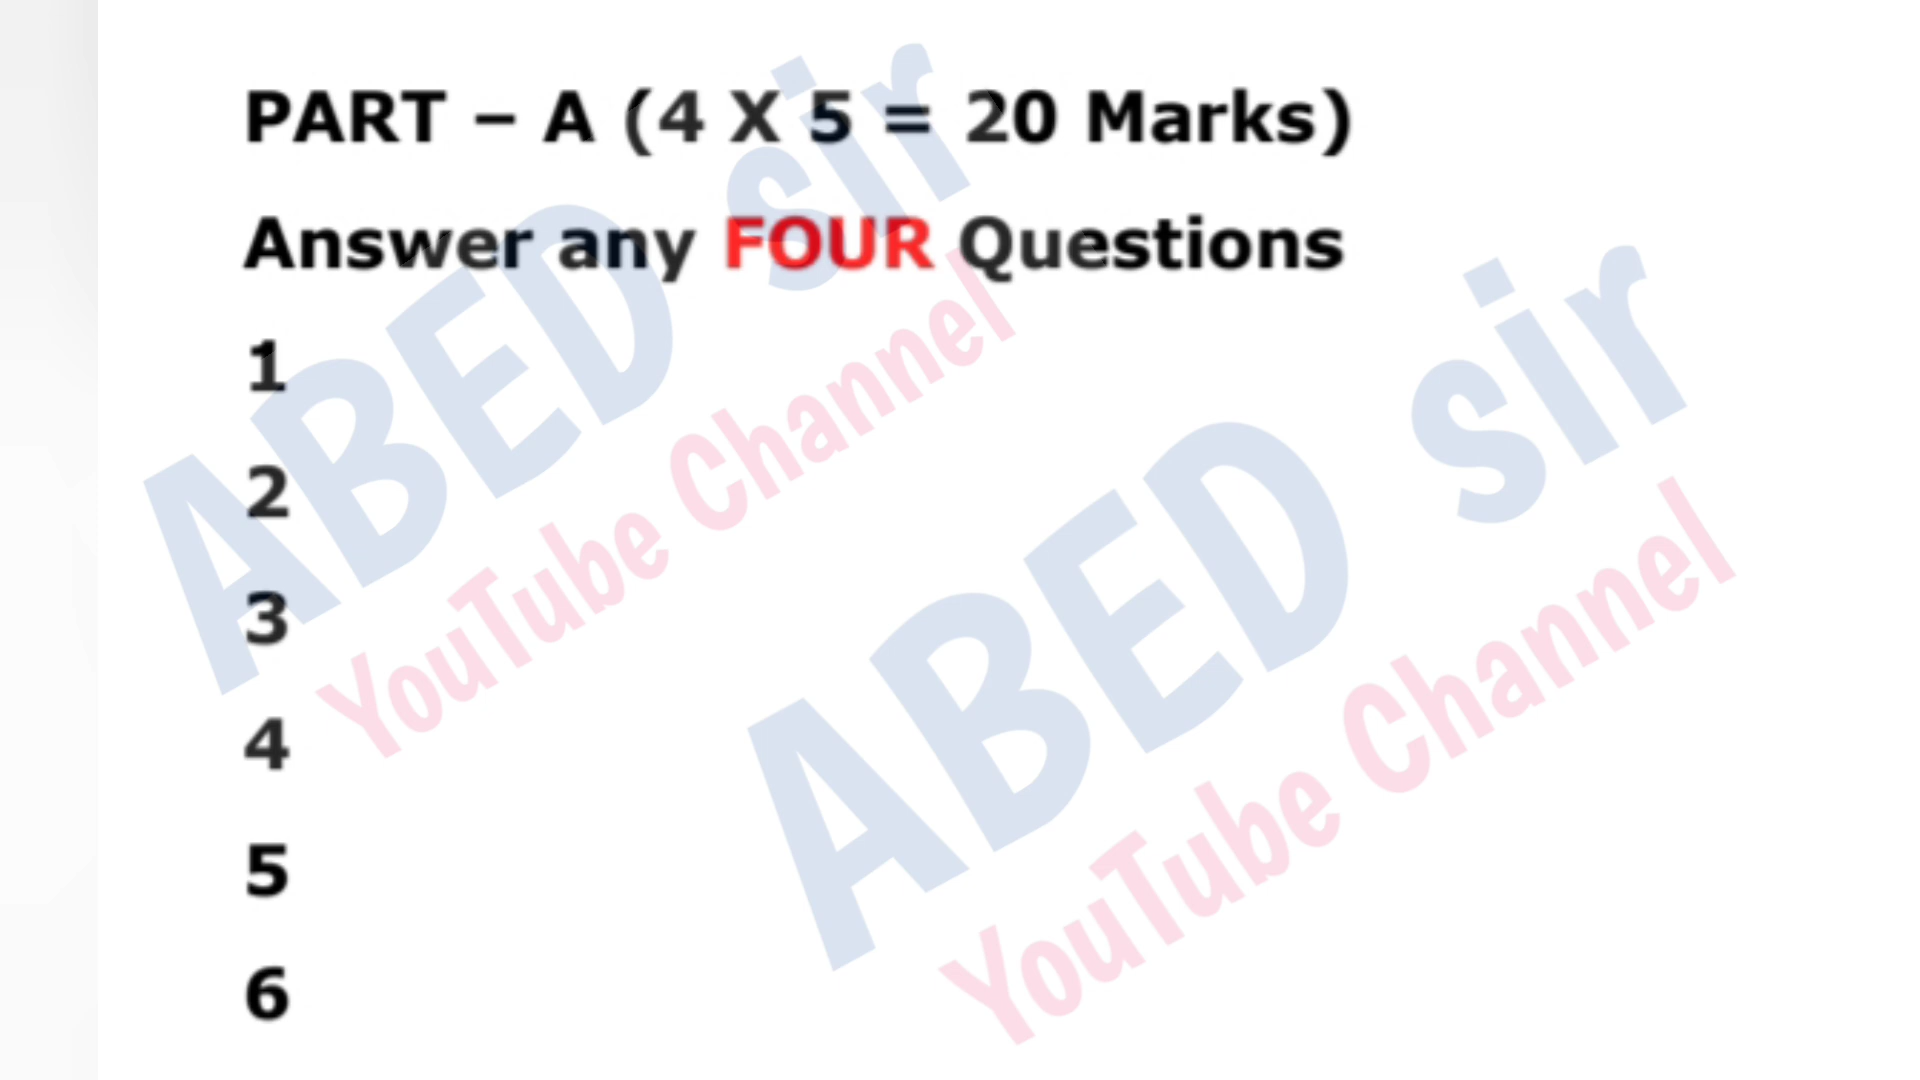 PART – A (4 X 5 = 20 Marks)
Answer any FOUR Questions
1
2
3
4
5
6
ABED sir
YouTube Channel
ABED sir
YouTube Channel